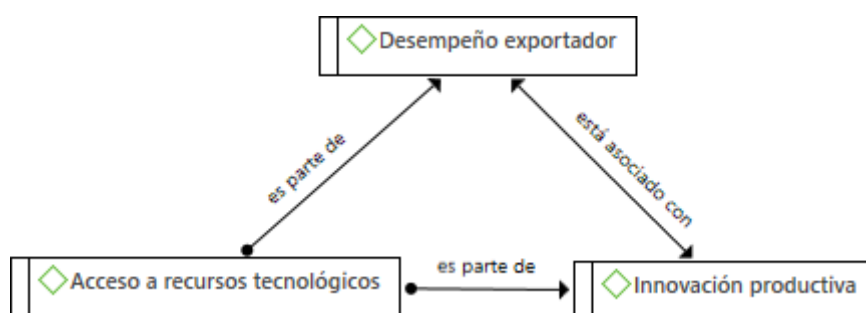 Desempeño exportador
es parte de
está asociado con
Acceso a recursos tecnológicos
es parte de
Innovación productiva